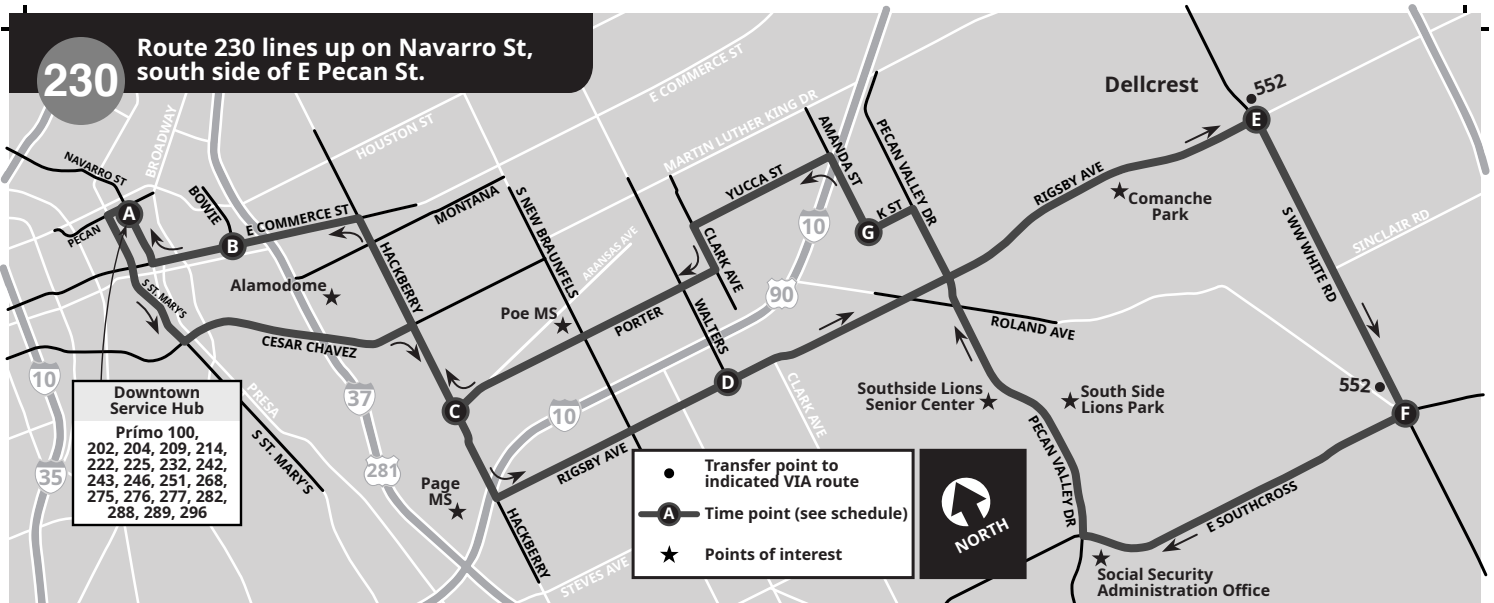 Route 230 lines up on Navarro St,
south side of E Pecan St.
230
NAVARRO ST
BROADWAY
PECAN
A
BOWIE
B
E COMMERCE ST
HOUSTON ST
E COMMERCE ST
MARTIN LUTHER KING DR
MONTANA
S NEW BRAUNFELS
ARANSAS AVE
HACKBERRY
Alamodome
S ST. MARY'S
CESAR CHAVEZ
Poe MS
PORTER
WALTERS
CLARK AVE
YUCCA ST
AMANDA ST
K ST
G
PECAN VALLEY DR
10
90
Dellcrest
552
E
RIGSBY AVE
Comanche
Park
S WW WHITE RD
SINCLAIR RD
ROLAND AVE
552
F
Southside Lions
Senior Center
South Side
Lions Park
PECAN VALLEY DR
E SOUTHCROSS
Social Security
Administration Office
C
D
10
RIGSBY AVE
CLARK AVE
HACKBERRY
STEVES AVE
Page
MS
37
281
10
35
PRESA
S ST. MARY'S
Downtown
Service Hub
Prímo 100,
202, 204, 209, 214,
222, 225, 232, 242,
243, 246, 251, 268,
275, 276, 277, 282,
288, 289, 296
Transfer point to
indicated VIA route
A
Time point (see schedule)
Points of interest
NORTH